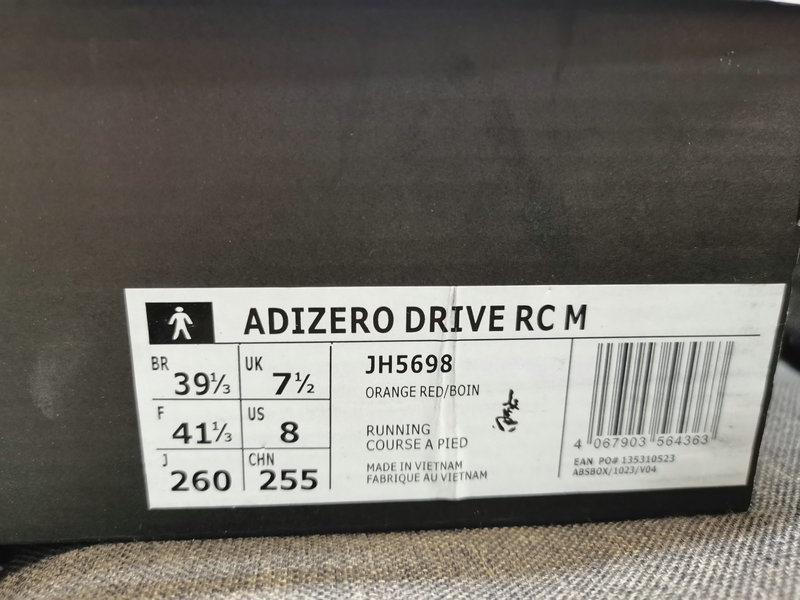 ADIZERO DRIVE RC M
BR 39⅓
UK 7½
F 41⅓
US 8
J 260
CHN 255
JH5698
ORANGE RED/BOIN
RUNNING
COURSE A PIED
MADE IN VIETNAM
FABRIQUE AU VIETNAM
4 067903 564363
EAN PO# 135310523
ABSBOX/1023/V04